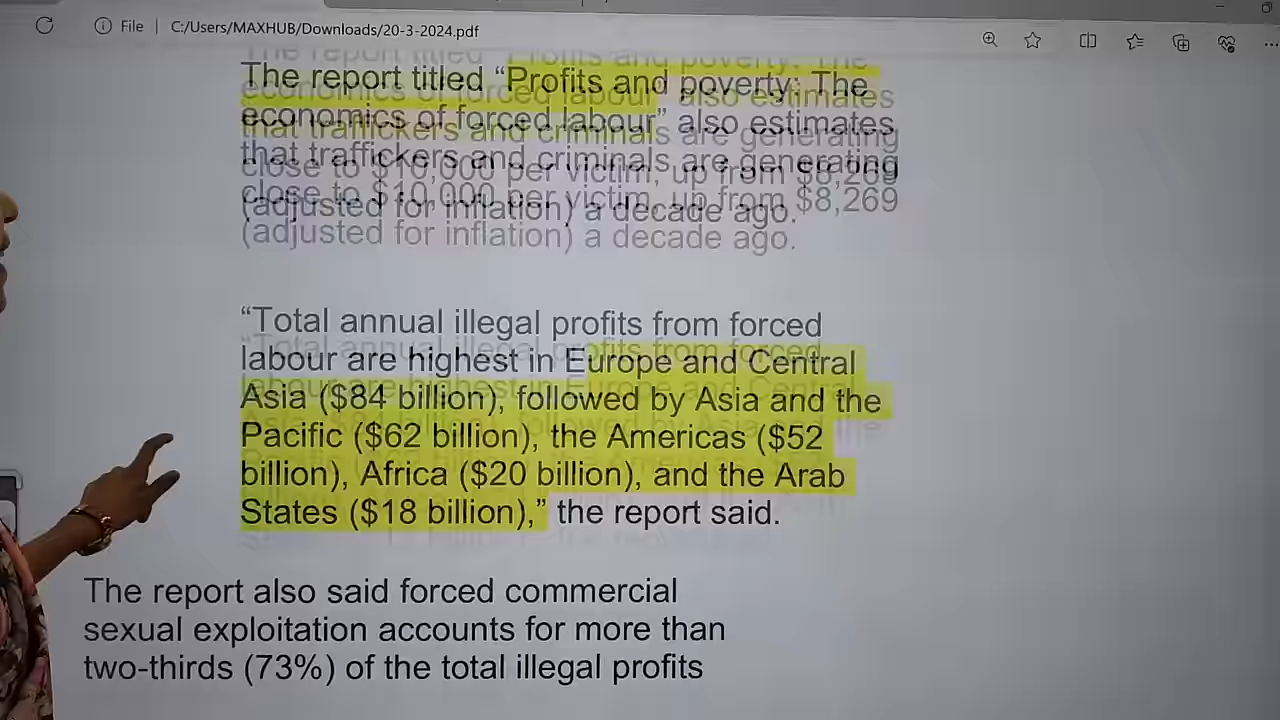 File
C:/Users/MAXHUB/Downloads/20-3-2024.pdf
The report titled “Profits and poverty: The
economics of forced labour” also estimates
that traffickers and criminals are generating
close to $10,000 per victim, up from $8,269
(adjusted for inflation) a decade ago.
“Total annual illegal profits from forced
labour are highest in Europe and Central
Asia ($84 billion), followed by Asia and the
Pacific ($62 billion), the Americas ($52
billion), Africa ($20 billion), and the Arab
States ($18 billion),” the report said.
The report also said forced commercial
sexual exploitation accounts for more than
two-thirds (73%) of the total illegal profits